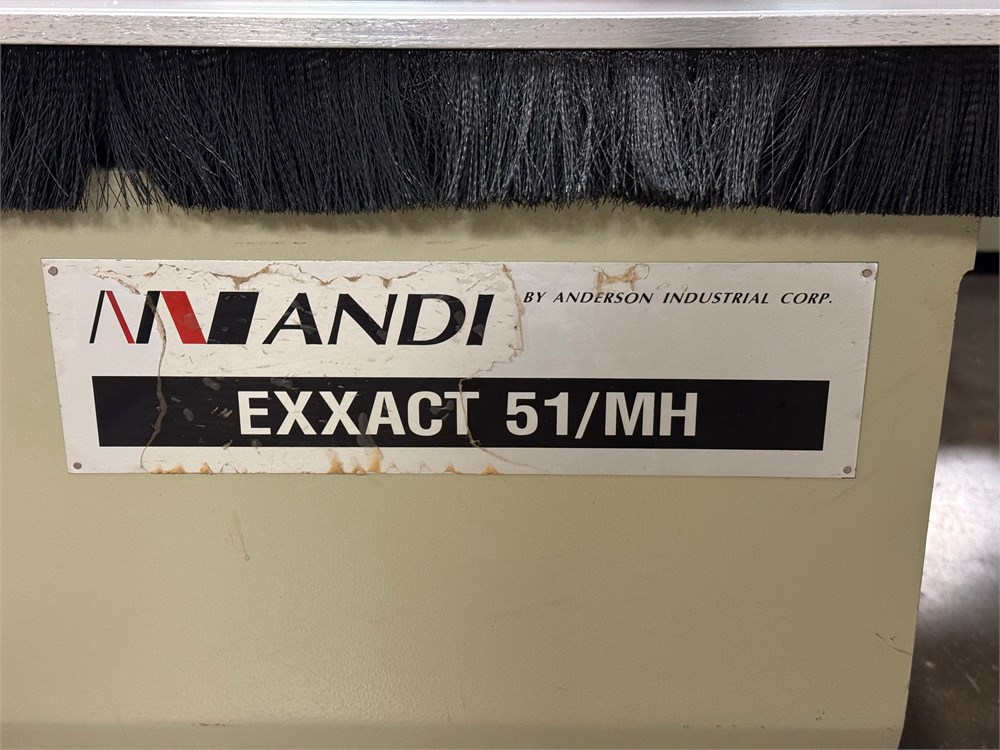 ANDI BY ANDERSON INDUSTRIAL CORP.
EXXACT 51/MH